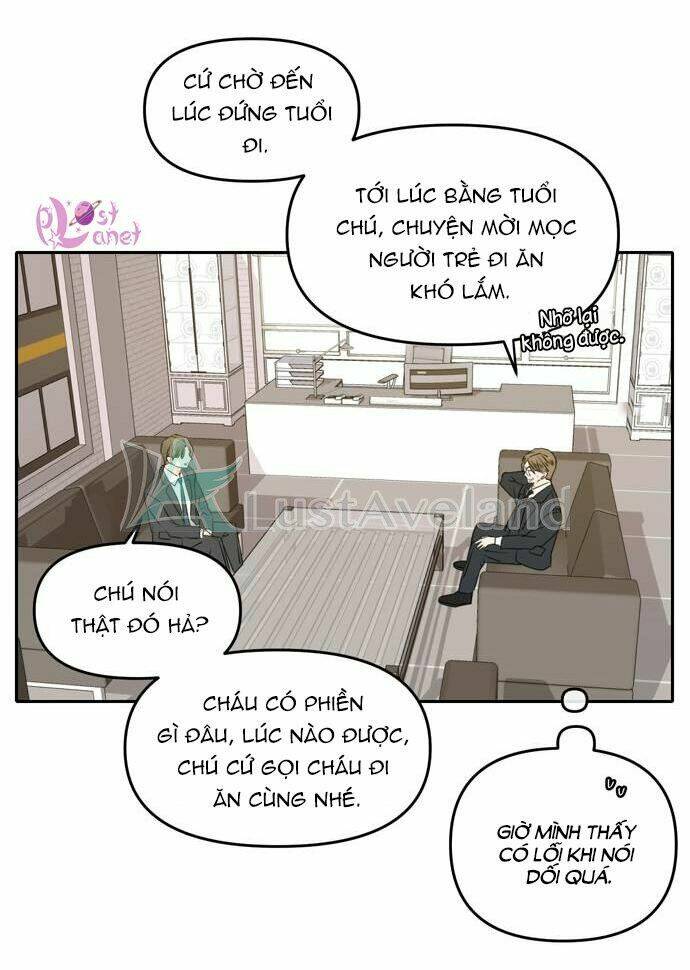 CỨ CHỜ ĐẾN
LÚC ĐỨNG TUỔI
ĐI.
TỚI LÚC BẰNG TUỔI
CHÚ, CHUYỆN MỜI MỌC
NGƯỜI TRẺ ĐI ĂN
KHÓ LẮM.
Lost
Planet
Nhỡ lại
không được.
LustAveland
CHÚ NÓI
THẬT ĐÓ HẢ?
CHÁU CÓ PHIỀN
GÌ ĐÂU, LÚC NÀO ĐƯỢC,
CHÚ CỨ GỌI CHÁU ĐI
ĂN CÙNG NHÉ.
GIỜ MÌNH THẤY
CÓ LỖI KHI NÓI
DỐI QUÁ.